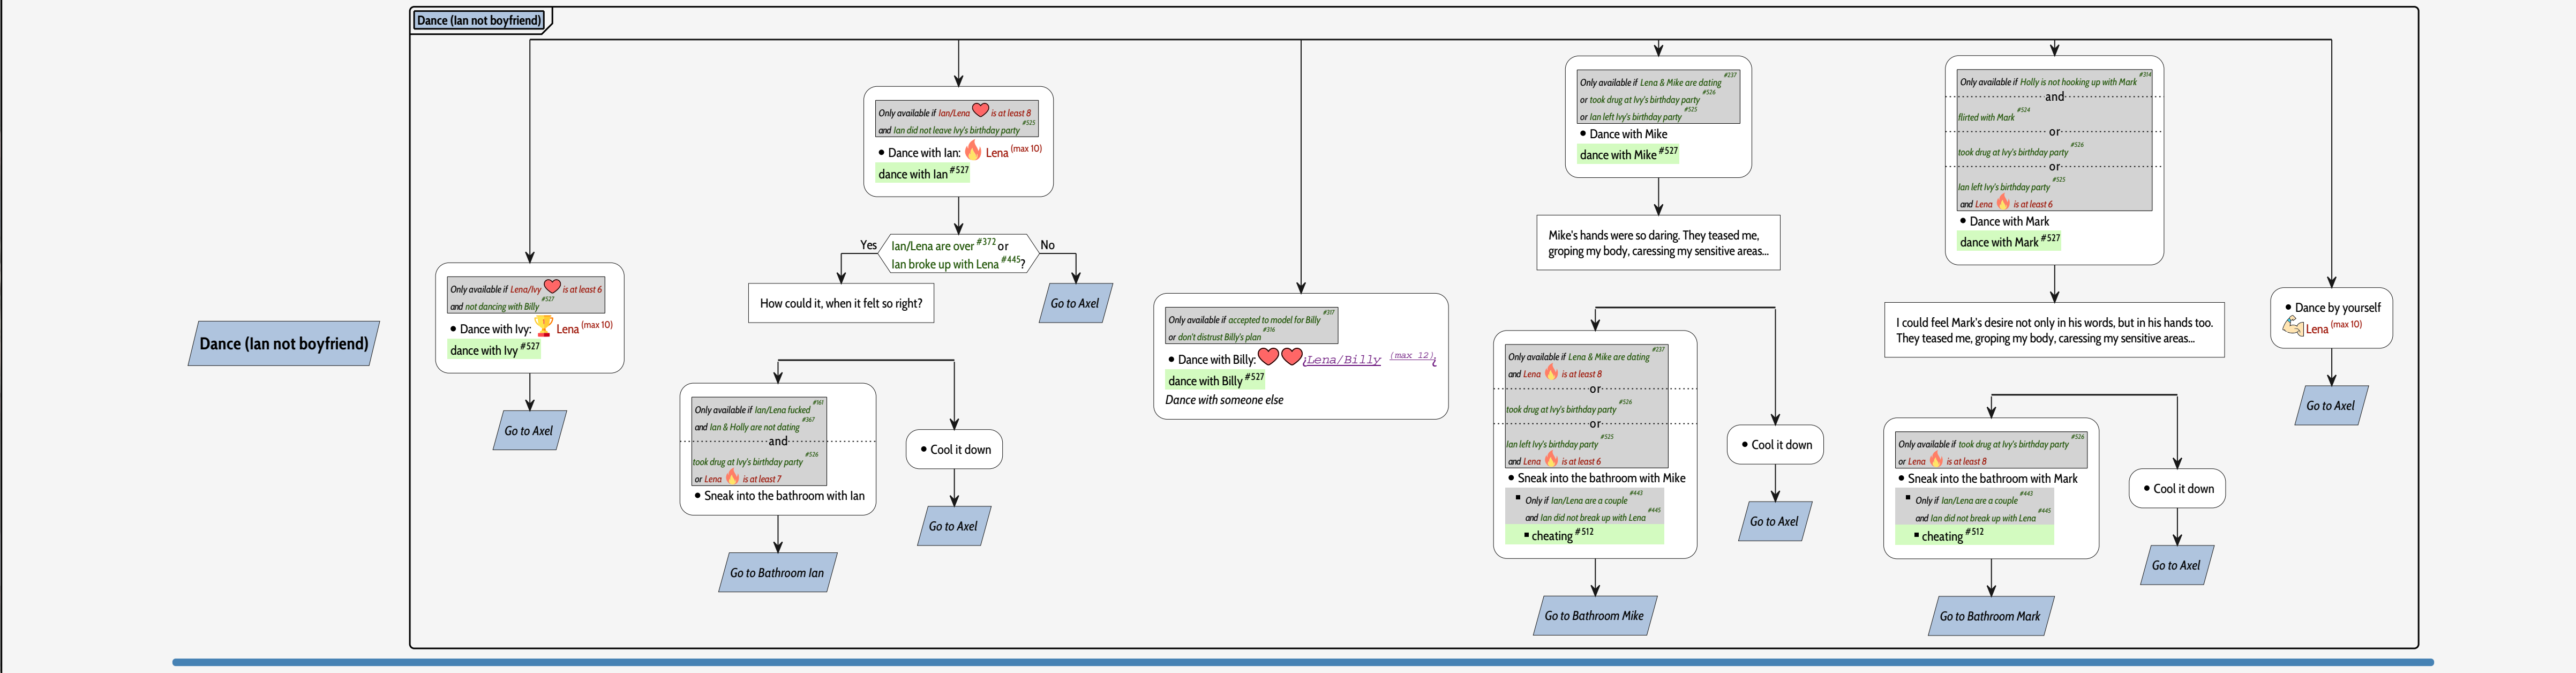 Dance (Ian not boyfriend)
Dance (Ian not boyfriend)
Only available if Lena/Ivy ❤ is at least 6
and not dancing with Billy #527
• Dance with Ivy: 🏆 Lena (max 10)
dance with Ivy #527
Go to Axel
Only available if Ian/Lena ❤ is at least 8
and Ian did not leave Ivy's birthday party #525
• Dance with Ian: 🔥 Lena (max 10)
dance with Ian #527
Yes
Ian/Lena are over #372 or
Ian broke up with Lena #445?
No
How could it, when it felt so right?
Go to Axel
Only available if Ian/Lena fucked #161
and Ian & Holly are not dating #367
and
took drug at Ivy's birthday party #526
or Lena 🔥 is at least 7
• Sneak into the bathroom with Ian
Go to Bathroom Ian
• Cool it down
Go to Axel
Only available if accepted to model for Billy #317
or don't distrust Billy's plan #316
• Dance with Billy: ❤❤¿Lena/Billy (max 12)¿
dance with Billy #527
Dance with someone else
Only available if Lena & Mike are dating #237
or took drug at Ivy's birthday party #526
or Ian left Ivy's birthday party #525
• Dance with Mike
dance with Mike #527
Mike's hands were so daring. They teased me,
groping my body, caressing my sensitive areas...
Only available if Lena & Mike are dating #237
and Lena 🔥 is at least 8
or
took drug at Ivy's birthday party #526
or
Ian left Ivy's birthday party #525
and Lena 🔥 is at least 6
• Sneak into the bathroom with Mike
▪ Only if Ian/Lena are a couple #443
and Ian did not break up with Lena #445
▪ cheating #512
Go to Bathroom Mike
• Cool it down
Go to Axel
Only available if Holly is not hooking up with Mark #314
and
flirted with Mark #524
or
took drug at Ivy's birthday party #526
or
Ian left Ivy's birthday party #525
and Lena 🔥 is at least 6
• Dance with Mark
dance with Mark #527
I could feel Mark's desire not only in his words, but in his hands too.
They teased me, groping my body, caressing my sensitive areas...
Only available if took drug at Ivy's birthday party #526
or Lena 🔥 is at least 8
• Sneak into the bathroom with Mark
▪ Only if Ian/Lena are a couple #443
and Ian did not break up with Lena #445
▪ cheating #512
Go to Bathroom Mark
• Cool it down
Go to Axel
• Dance by yourself
💪 Lena (max 10)
Go to Axel